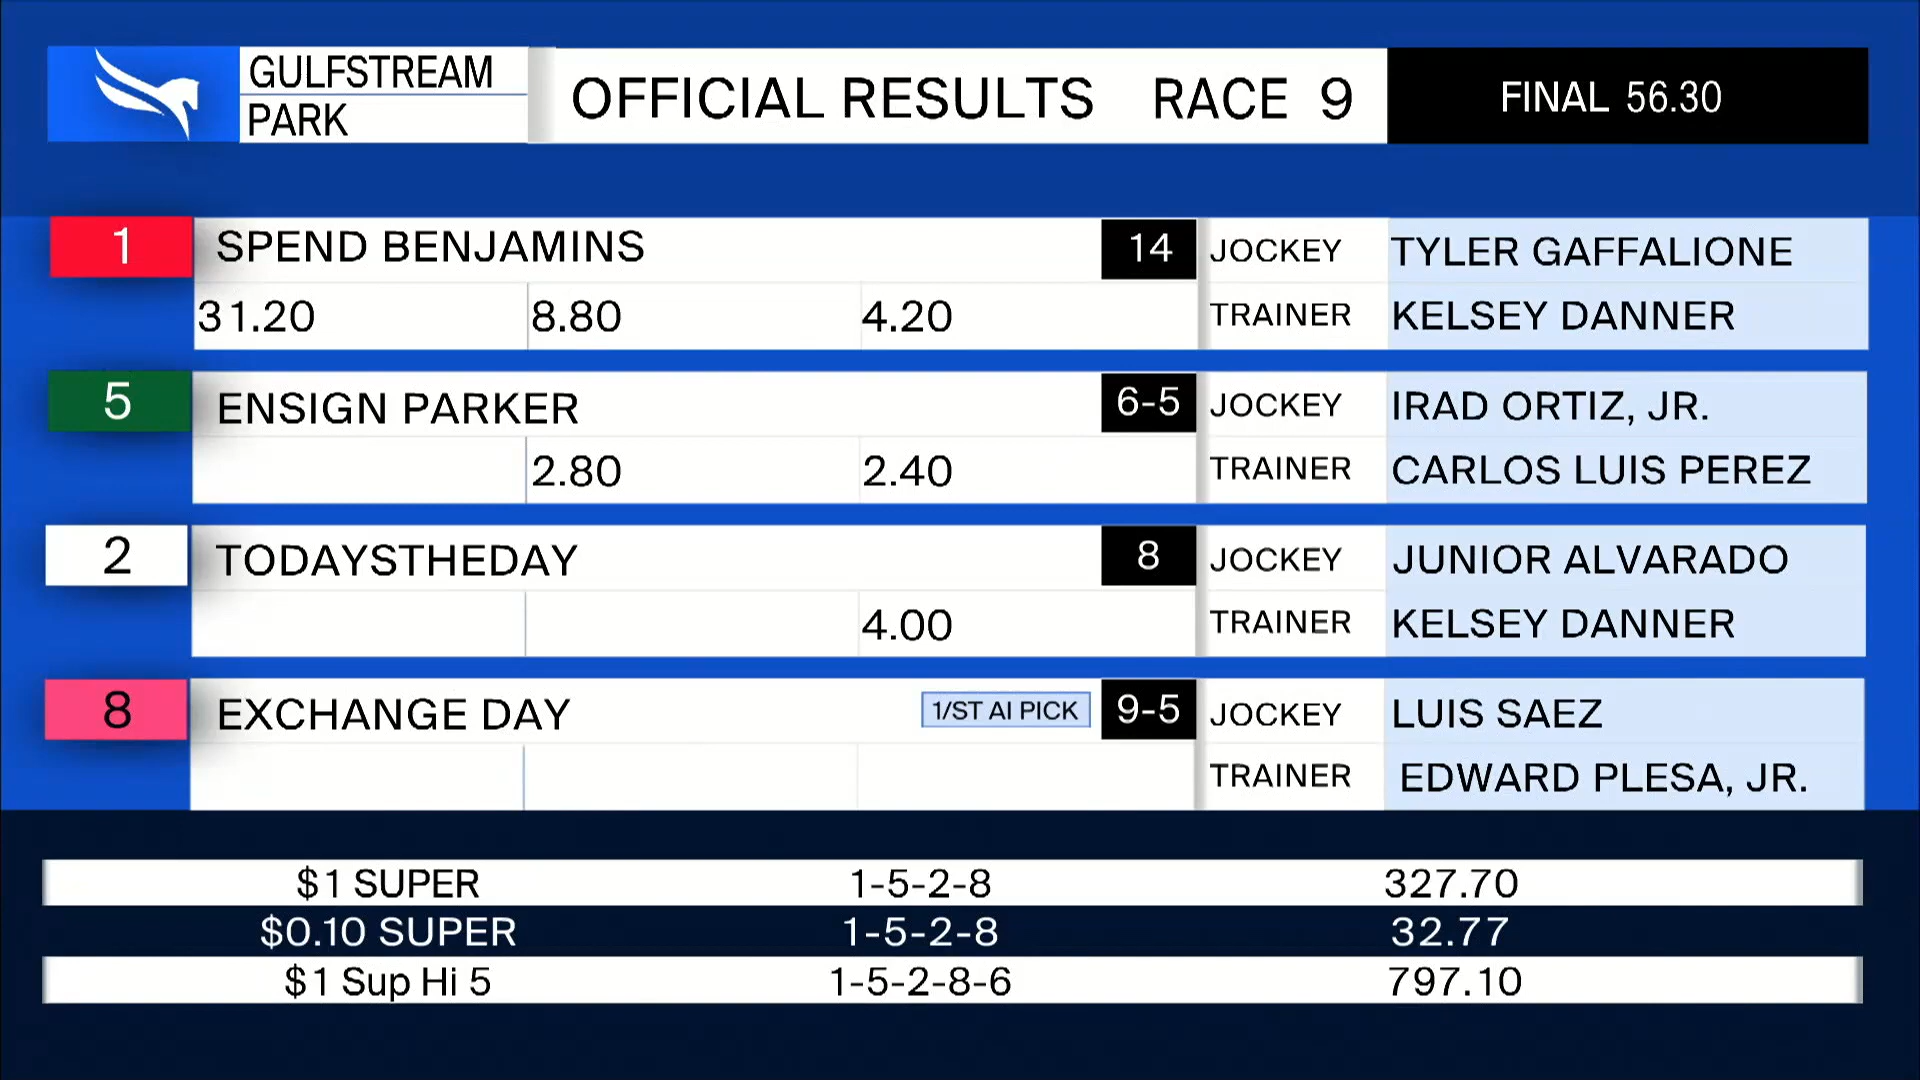 GULFSTREAM
PARK
OFFICIAL RESULTS RACE 9
FINAL 56.30
1 SPEND BENJAMINS 14 JOCKEY TYLER GAFFALIONE
31.20 8.80 4.20 TRAINER KELSEY DANNER
5 ENSIGN PARKER 6-5 JOCKEY IRAD ORTIZ, JR.
2.80 2.40 TRAINER CARLOS LUIS PEREZ
2 TODAYSTHEDAY 8 JOCKEY JUNIOR ALVARADO
4.00 TRAINER KELSEY DANNER
8 EXCHANGE DAY 1/ST AI PICK 9-5 JOCKEY LUIS SAEZ
TRAINER EDWARD PLESA, JR.
$1 SUPER 1-5-2-8 327.70
$0.10 SUPER 1-5-2-8 32.77
$1 Sup Hi 5 1-5-2-8-6 797.10